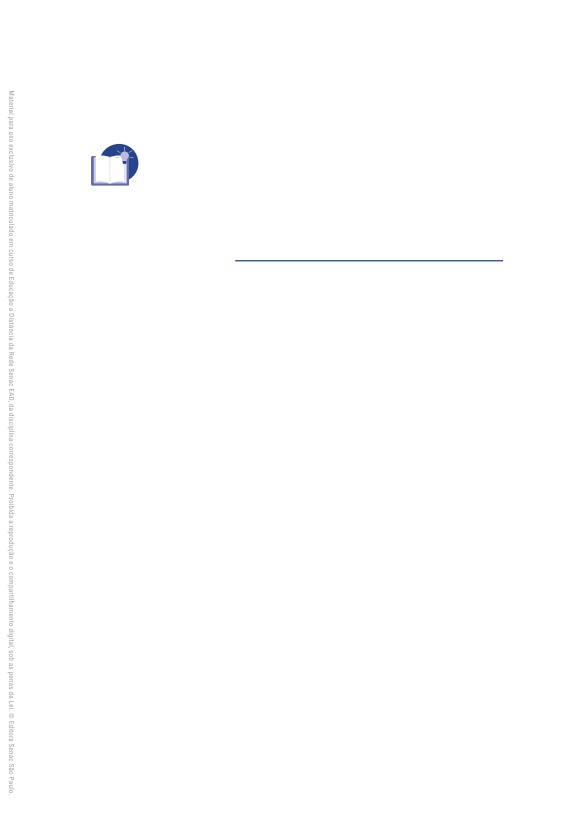 Material para uso exclusivo de aluno matriculado em curso de Educação a Distância da Rede Senac EAD, da disciplina correspondente. Proibida a reprodução e o compartilhamento digital, sob as penas da Lei. © Editora Senac São Paulo.